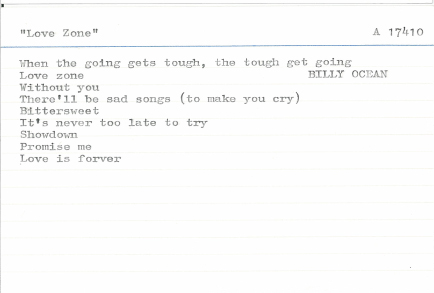 "Love Zone" A 17410
When the going gets tough, the tough get going
Love zone BILLY OCEAN
Without you
There'll be sad songs (to make you cry)
Bittersweet
It's never too late to try
Showdown
Promise me
Love is forver